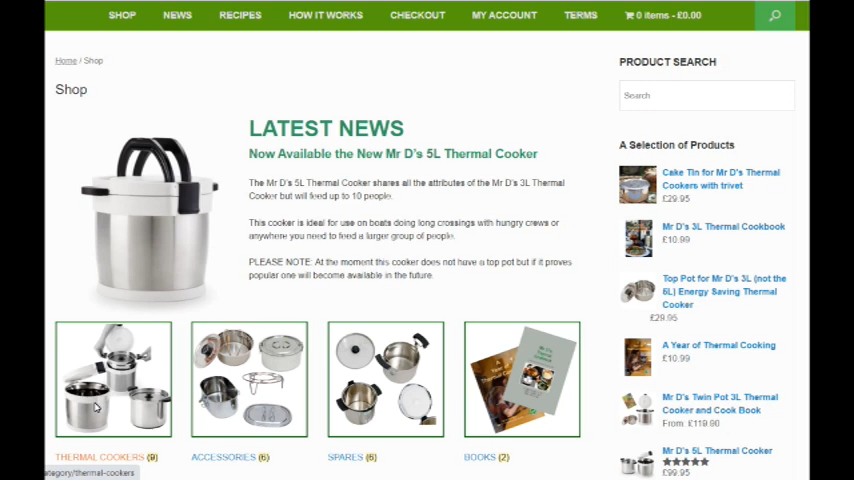 SHOP NEWS RECIPES HOW IT WORKS CHECKOUT MY ACCOUNT TERMS 0 items - £0.00
Home / Shop
Shop
LATEST NEWS
Now Available the New Mr D's 5L Thermal Cooker
The Mr D's 5L Thermal Cooker shares all the attributes of the Mr D's 3L Thermal
Cooker but will feed up to 10 people.
This cooker is ideal for use on boats doing long crossings with hungry crews or
anywhere you need to feed a larger group of people.
PLEASE NOTE: At the moment this cooker does not have a top pot but if it proves
popular one will become available in the future.
THERMAL COOKERS (9)
ACCESSORIES (6)
SPARES (6)
BOOKS (2)
ategory/thermal-cookers
PRODUCT SEARCH
Search
A Selection of Products
Cake Tin for Mr D's Thermal
Cookers with trivet
£29.95
Mr D's 3L Thermal Cookbook
£10.99
Top Pot for Mr D's 3L (not the
5L) Energy Saving Thermal
Cooker
£29.95
A Year of Thermal Cooking
£10.99
Mr D's Twin Pot 3L Thermal
Cooker and Cook Book
From £119.90
Mr D's 5L Thermal Cooker
£99.95